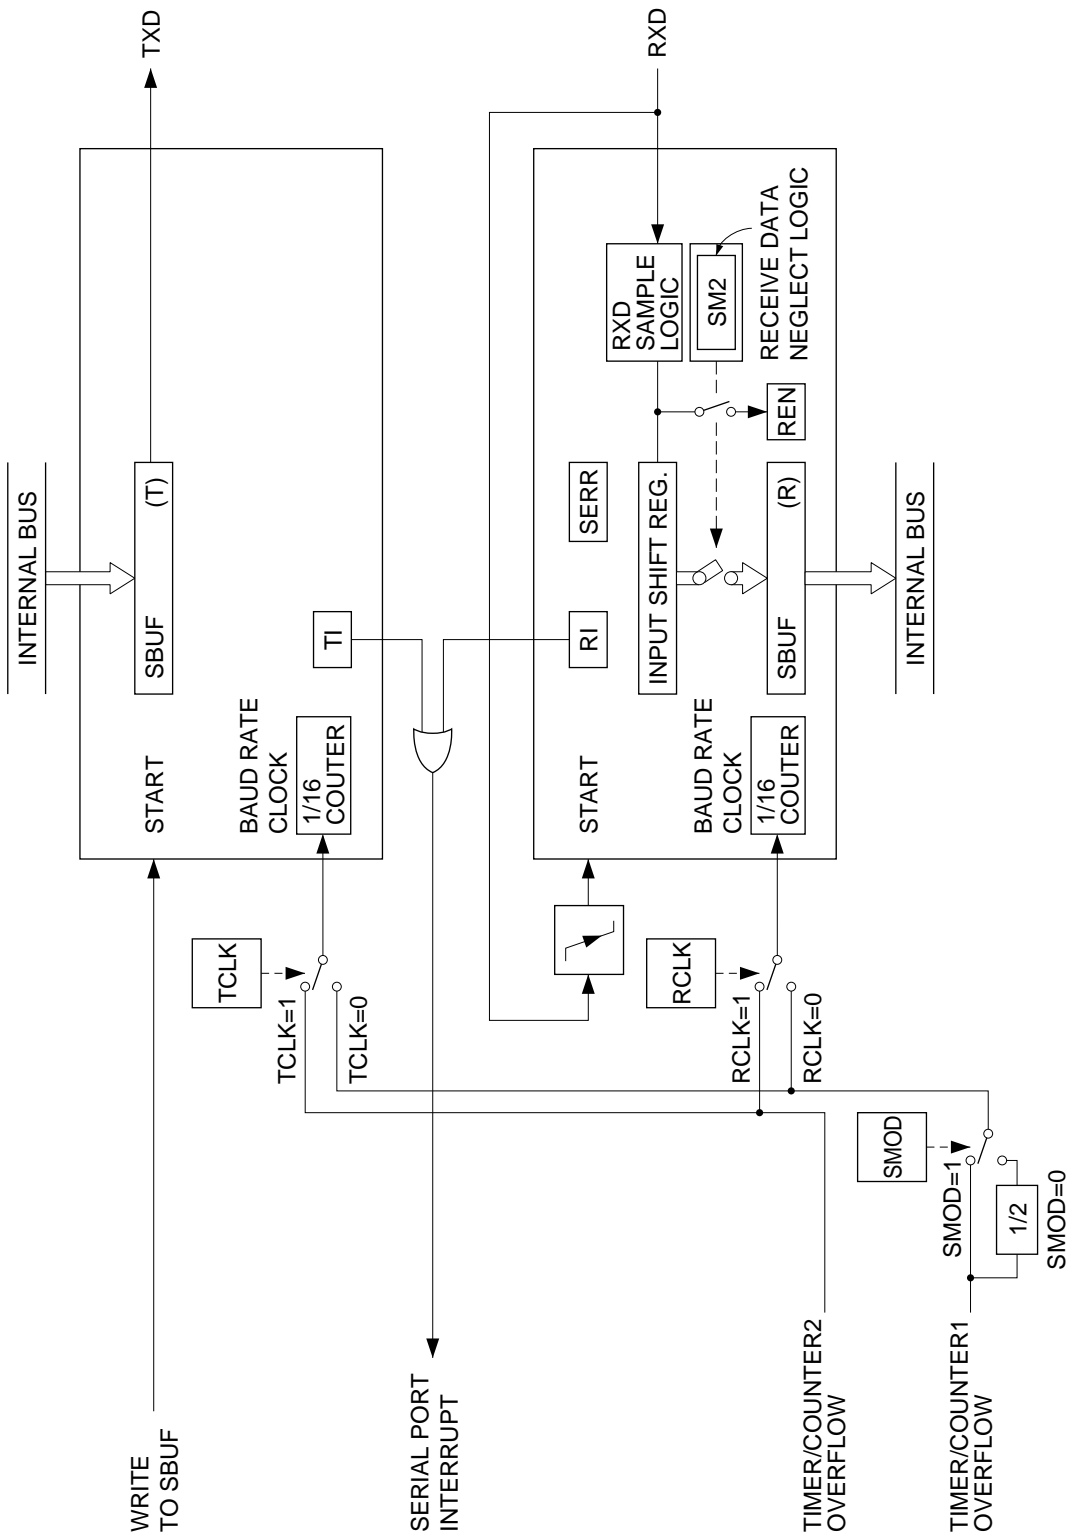 WRITE
TO SBUF
START
INTERNAL BUS
SBUF (T)
TXD
TCLK
TCLK=1
TCLK=0
BAUD RATE
CLOCK
1/16
COUTER
TI
SERIAL PORT
INTERRUPT
START
RI
SERR
RXD
RXD
SAMPLE
LOGIC
INPUT SHIFT REG.
SM2
RECEIVE DATA
NEGLECT LOGIC
REN
RCLK
RCLK=1
RCLK=0
BAUD RATE
CLOCK
1/16
COUTER
SBUF (R)
INTERNAL BUS
TIMER/COUNTER2
OVERFLOW
SMOD
SMOD=1
1/2
SMOD=0
TIMER/COUNTER1
OVERFLOW